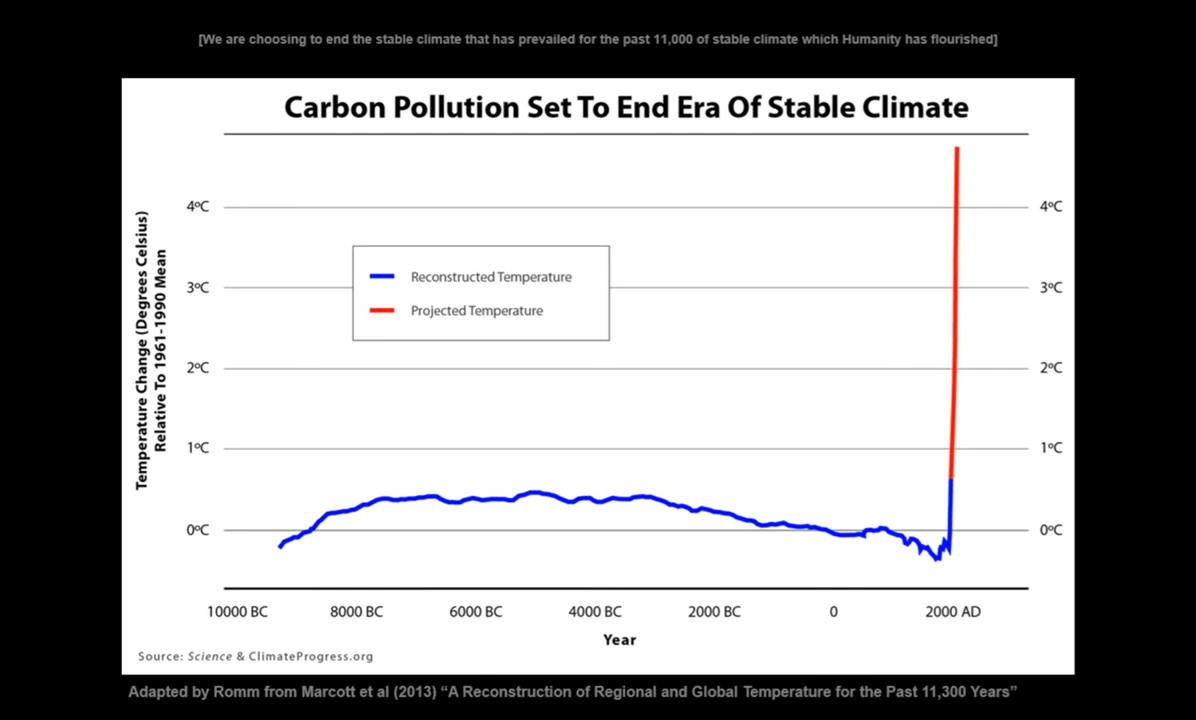 [We are choosing to end the stable climate that has prevailed for the past 11,000 of stable climate which Humanity has flourished]
Carbon Pollution Set To End Era Of Stable Climate
Temperature Change (Degrees Celsius)
Relative To 1961-1990 Mean
4ºC
4ºC
3ºC
3ºC
2ºC
2ºC
1ºC
1ºC
0ºC
0ºC
Reconstructed Temperature
Projected Temperature
10000 BC 8000 BC 6000 BC 4000 BC 2000 BC 0 2000 AD
Year
Source: Science & ClimateProgress.org
Adapted by Romm from Marcott et al (2013) “A Reconstruction of Regional and Global Temperature for the Past 11,300 Years”